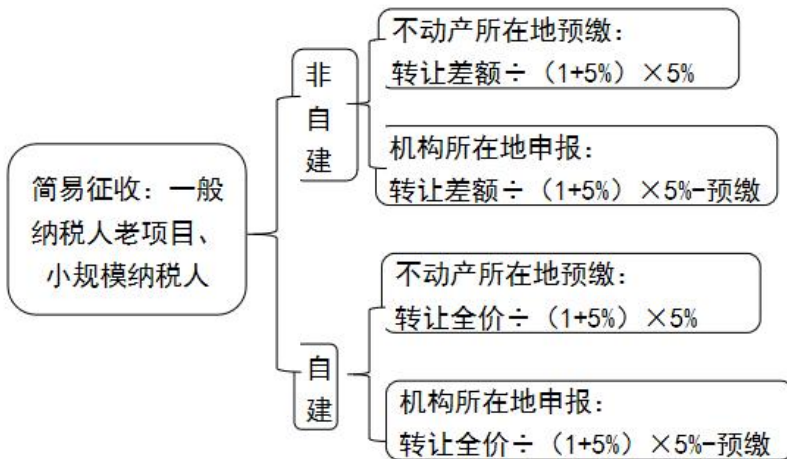 简易征收：一般
纳税人老项目、
小规模纳税人
非
自
建
不动产所在地预缴：
转让差额÷（1+5%）×5%
机构所在地申报：
转让差额÷（1+5%）×5%-预缴
自
建
不动产所在地预缴：
转让全价÷（1+5%）×5%
机构所在地申报：
转让全价÷（1+5%）×5%-预缴